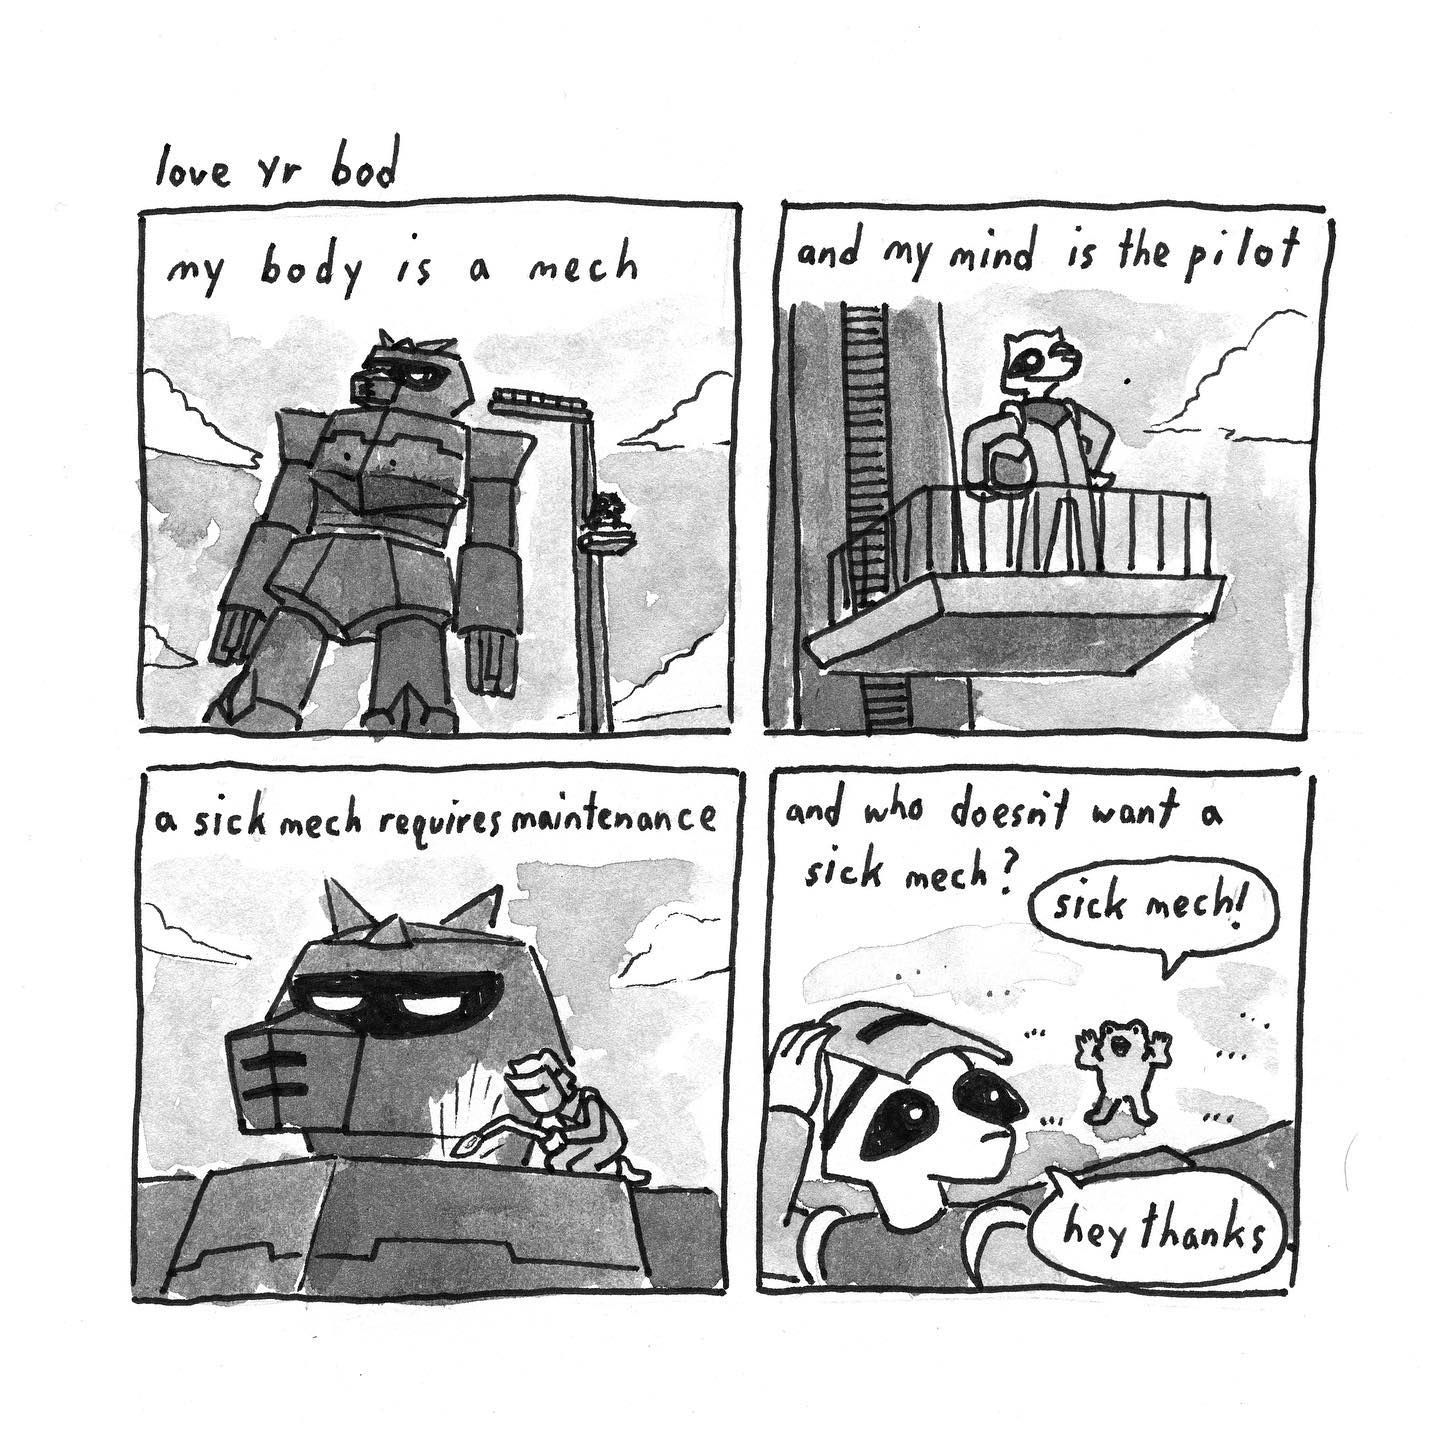 love yr bod
my body is a mech
and my mind is the pilot
a sick mech requires maintenance
and who doesn't want a
sick mech?
sick mech!
hey thanks